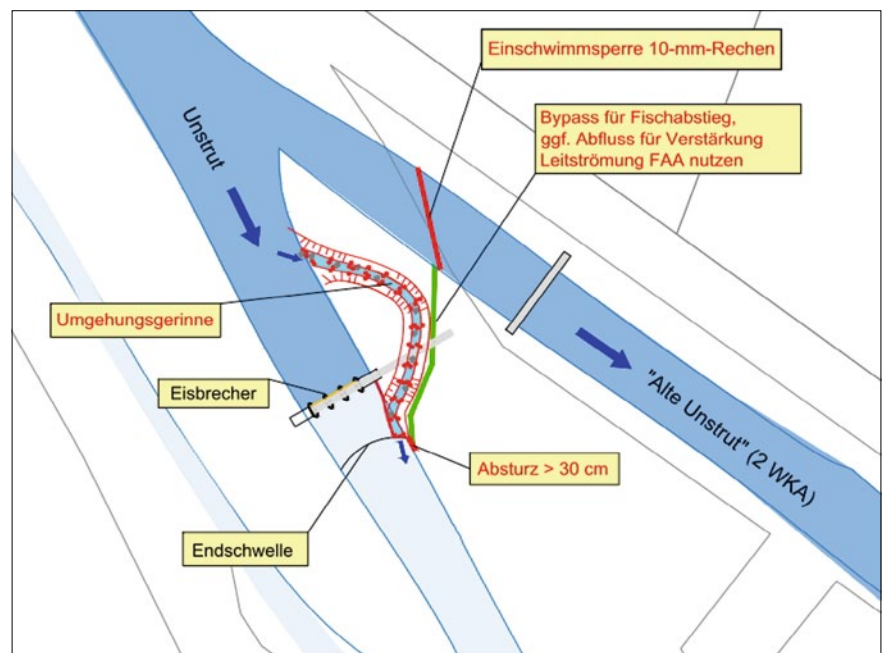 Einschwimmsperre 10-mm-Rechen
Bypass für Fischabstieg,
ggf. Abfluss für Verstärkung
Leitströmung FAA nutzen
Unstrut
Umgehungsgerinne
Eisbrecher
"Alte Unstrut" (2 WKA)
Absturz > 30 cm
Endschwelle